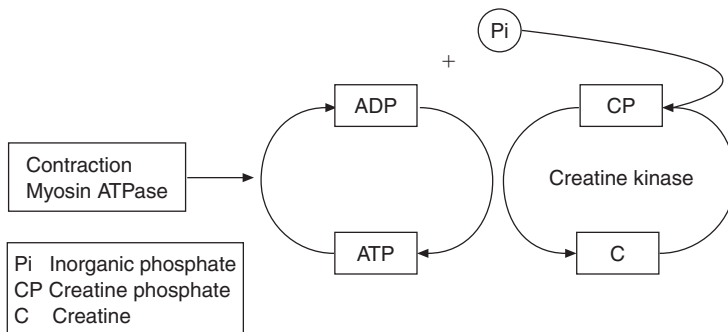 Pi
+
ADP
CP
Contraction
Myosin ATPase
Creatine kinase
ATP
C
Pi Inorganic phosphate
CP Creatine phosphate
C Creatine